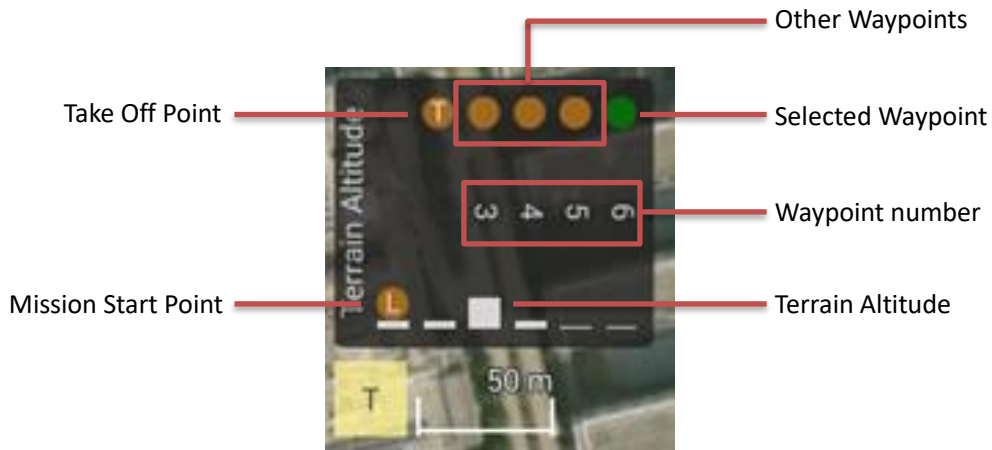 Other Waypoints
Take Off Point
T
Selected Waypoint
Terrain Altitude
3 4 5 6
Waypoint number
Mission Start Point
L
Terrain Altitude
T
50 m